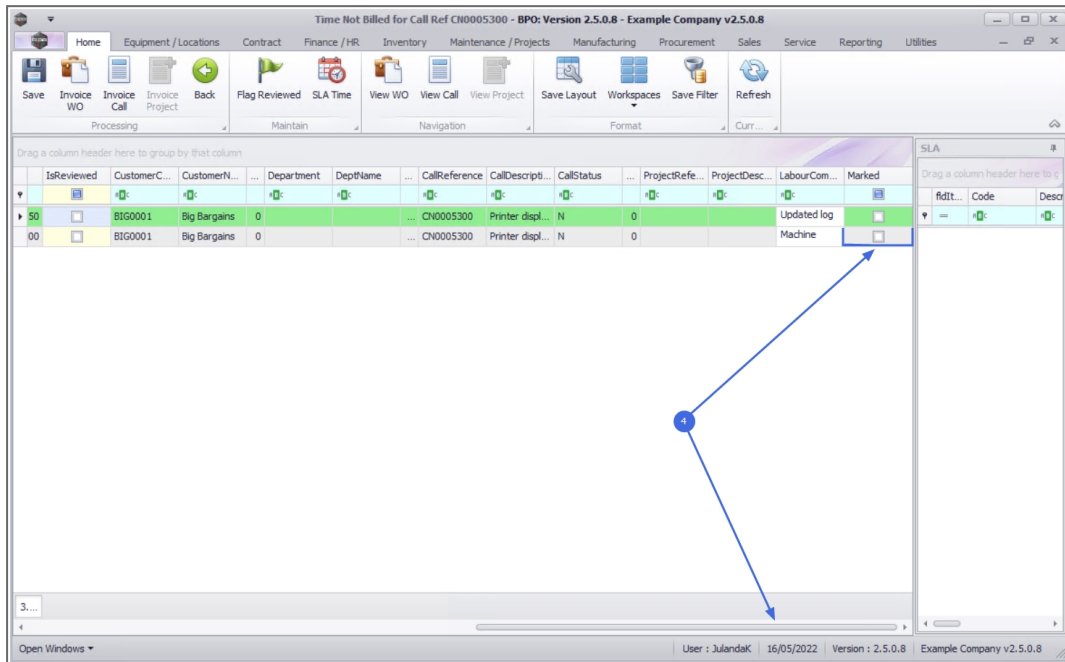 Time Not Billed for Call Ref CN0005300 - BPO: Version 2.5.0.8 - Example Company v2.5.0.8
Home Equipment / Locations Contract Finance / HR Inventory Maintenance / Projects Manufacturing Procurement Sales Service Reporting Utilities
Save Invoice WO Invoice Call Invoice Project Back Flag Reviewed SLA Time View WO View Call View Project Save Layout Workspaces Save Filter Refresh
Processing Maintain Navigation Format Curr...
Drag a column header here to group by that column
IsReviewed CustomerC... CustomerN... ... Department DeptName ... CallReference CallDescripti... CallStatus ... ProjectRefe... ProjectDesc... LabourCom... Marked
50 BIG0001 Big Bargains 0 ... CN0005300 Printer displ... N 0 Updated log
00 BIG0001 Big Bargains 0 ... CN0005300 Printer displ... N 0 Machine
4
3....
SLA
Drag a column header here to g
fldIt... Code Descr
=
Open Windows User : JulandaK 16/05/2022 Version : 2.5.0.8 Example Company v2.5.0.8